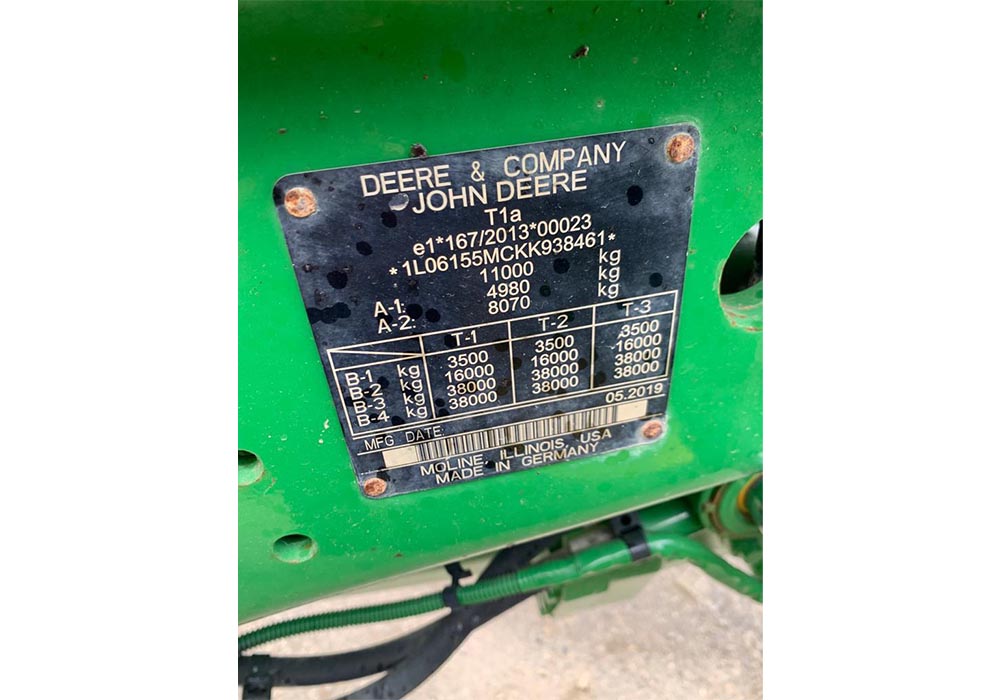 DEERE & COMPANY
JOHN DEERE
T1a
e1*167/2013*00023
*1L06155MCKK938461*
11000 kg
A-1: 4980 kg
A-2: 8070 kg
T-1 T-2 T-3
B-1 kg 3500 3500 3500
B-2 kg 16000 16000 16000
B-3 kg 38000 38000 38000
B-4 kg 38000 38000 38000
MFG DATE: 05.2019
MOLINE, ILLINOIS, USA
MADE IN GERMANY